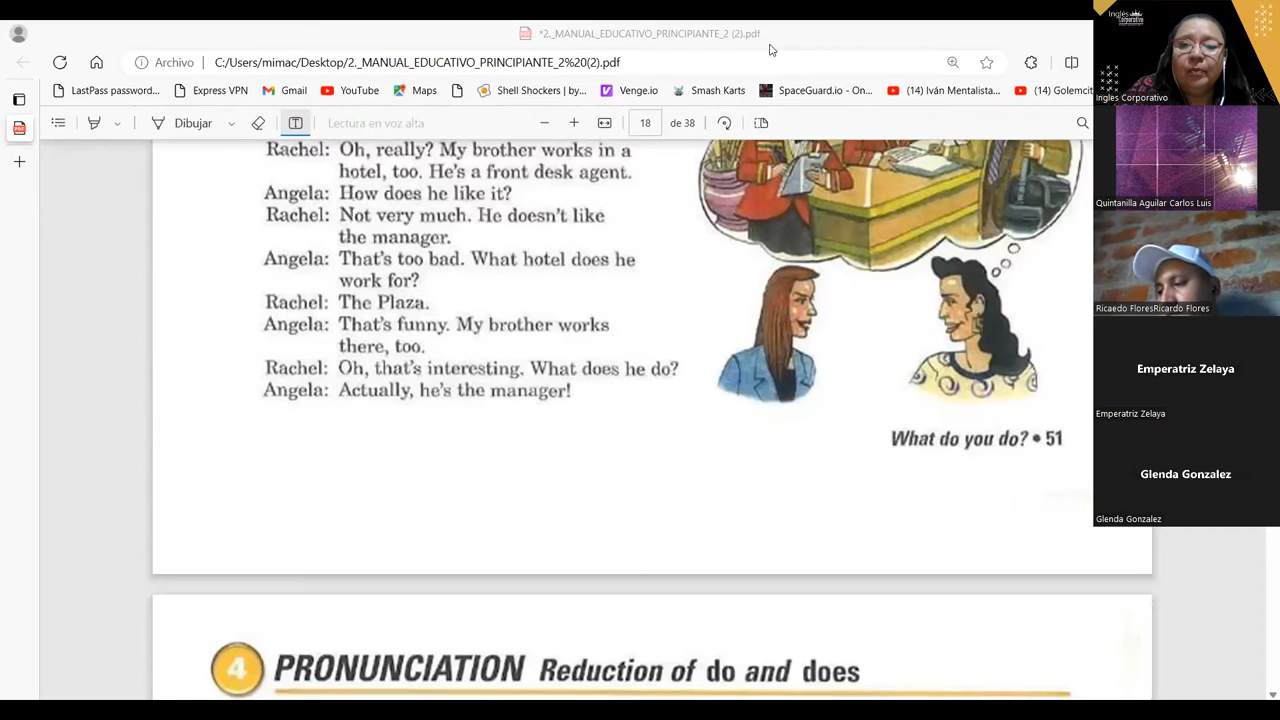 *2._MANUAL_EDUCATIVO_PRINCIPIANTE_2 (2).pdf
Archivo
C:/Users/mimac/Desktop/2._MANUAL_EDUCATIVO_PRINCIPIANTE_2%20(2).pdf
LastPass password...
Express VPN
Gmail
YouTube
Maps
Shell Shockers | by...
Venge.io
Smash Karts
SpaceGuard.io - On...
(14) Iván Mentalista...
(14) Golemcit
Dibujar
Lectura en voz alta
18 de 38
Rachel: Oh, really? My brother works in a
hotel, too. He's a front desk agent.
Angela: How does he like it?
Rachel: Not very much. He doesn't like
the manager.
Angela: That's too bad. What hotel does he
work for?
Rachel: The Plaza.
Angela: That's funny. My brother works
there, too.
Rachel: Oh, that's interesting. What does he do?
Angela: Actually, he's the manager!
What do you do? • 51
4 PRONUNCIATION Reduction of do and does
Inglés
Corporativo
Ingles Corporativo
Quintanilla Aguilar Carlos Luis
Ricaedo FloresRicardo Flores
Emperatriz Zelaya
Emperatriz Zelaya
Glenda Gonzalez
Glenda Gonzalez